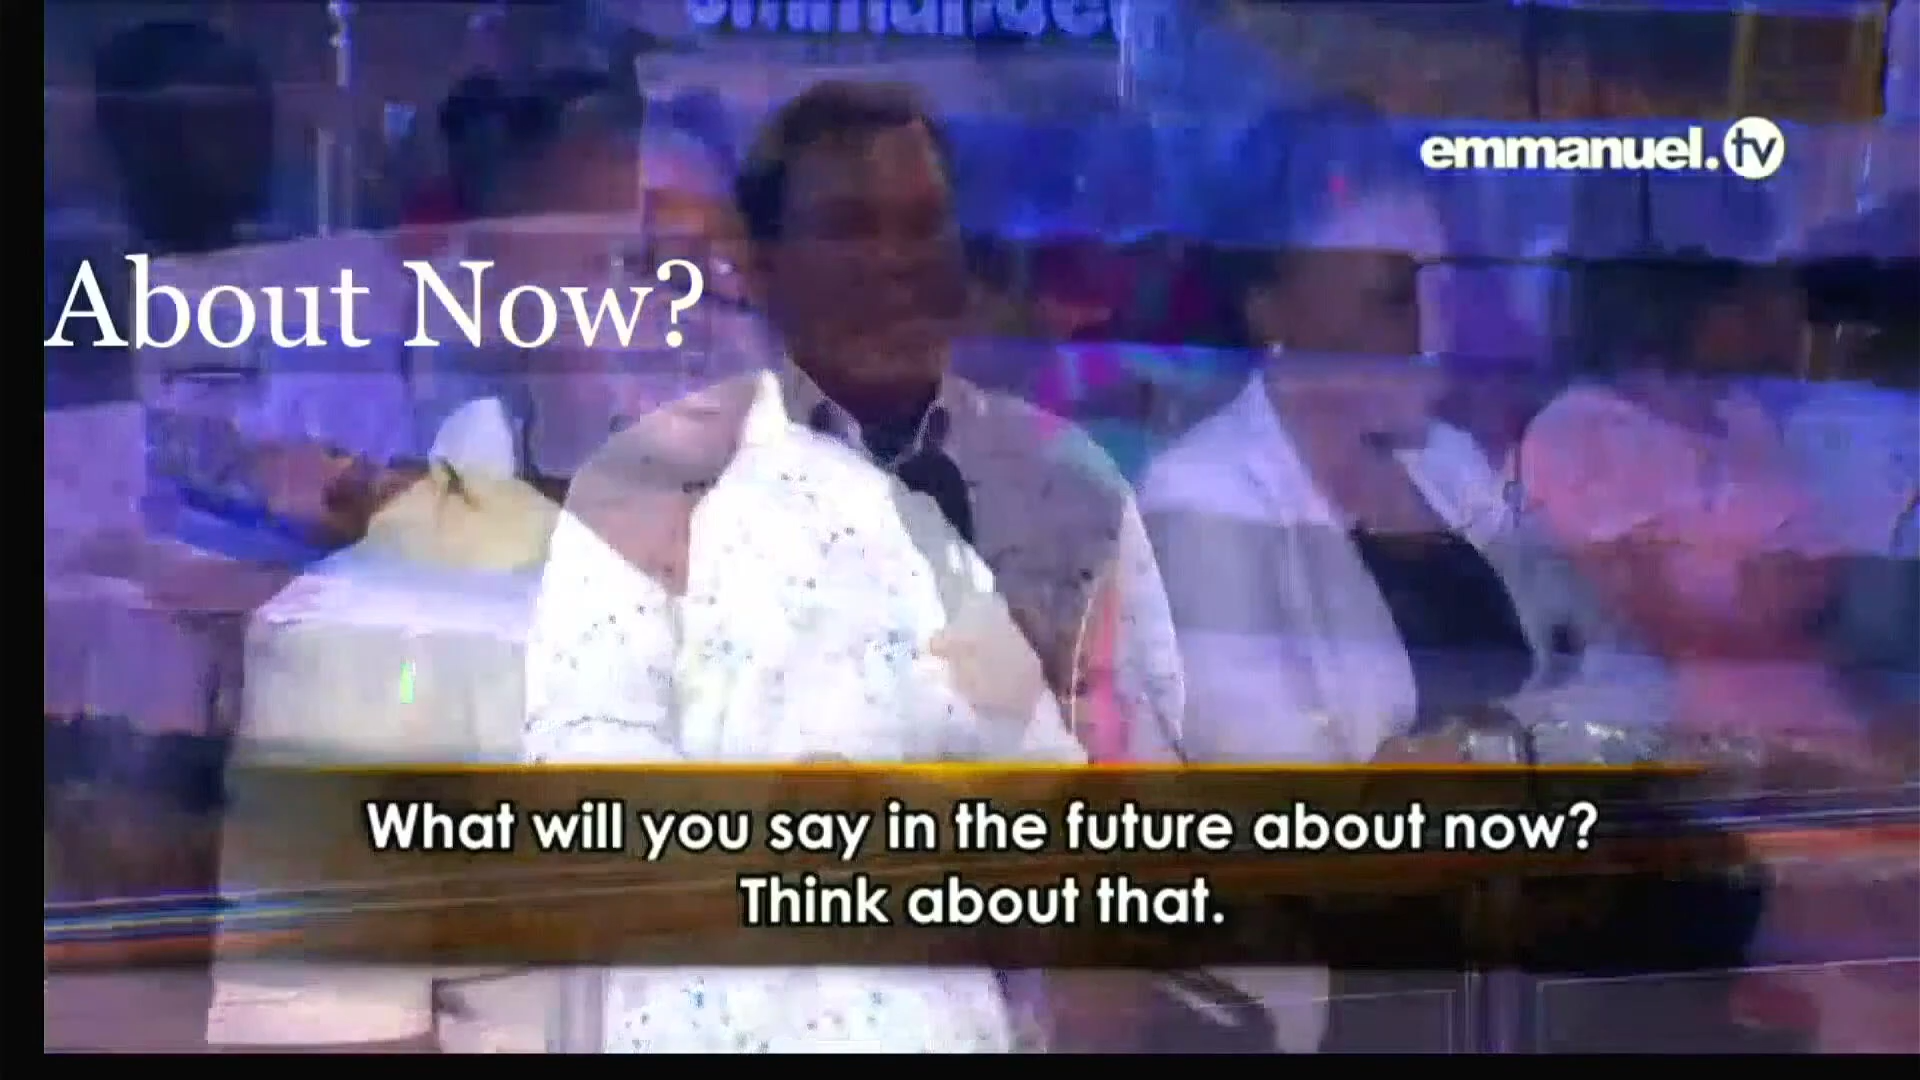 emmanuel.tv
About Now?
What will you say in the future about now?
Think about that.